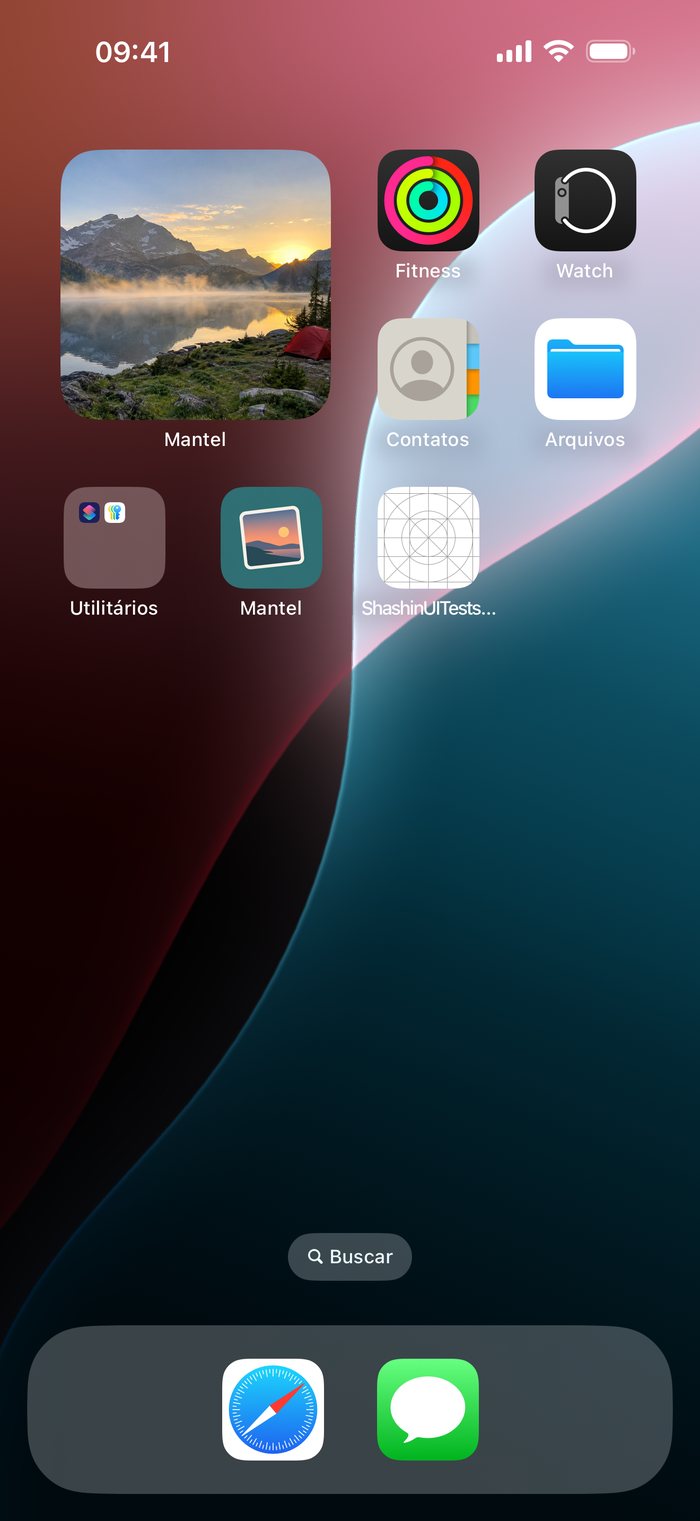 09:41
Fitness
Watch
Mantel
Contatos
Arquivos
Utilitários
Mantel
ShashinUITests...
Buscar